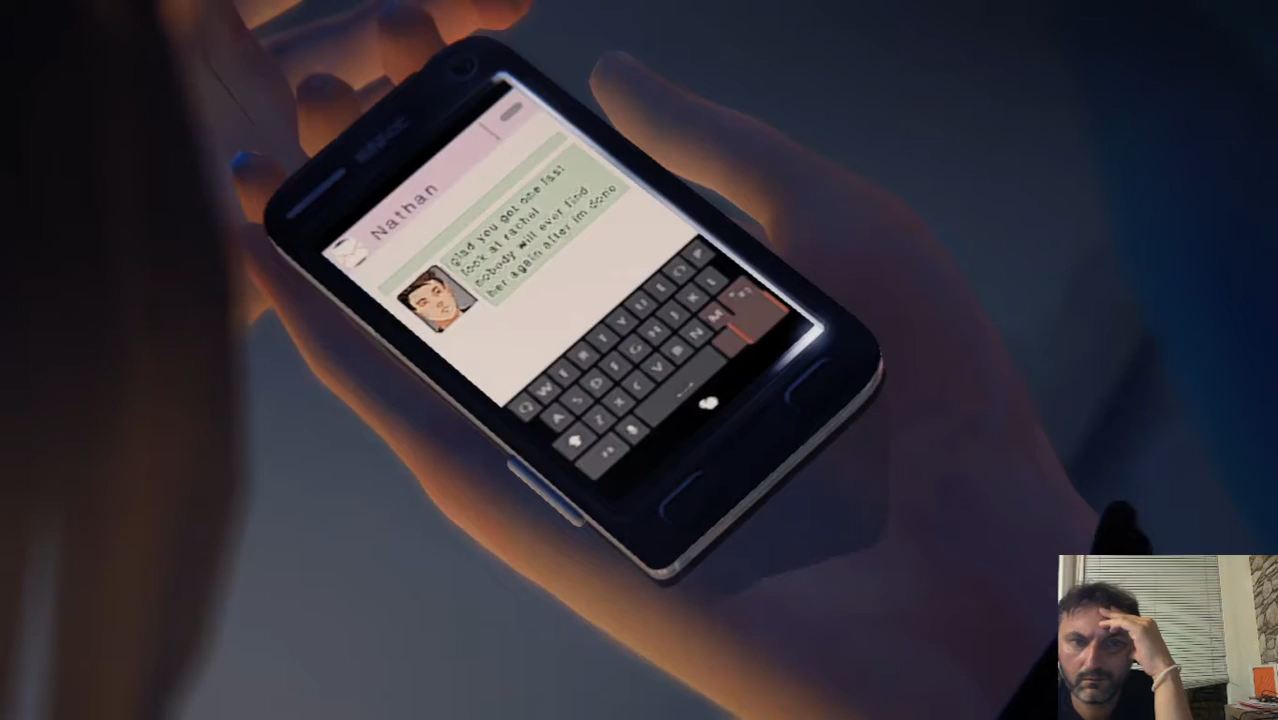 Nathan
glad you got one last
look at rachel
nobody will ever find
her again after im done
Q W E R T Y U I O P
A S D F G H J K L
Z X C V B N M